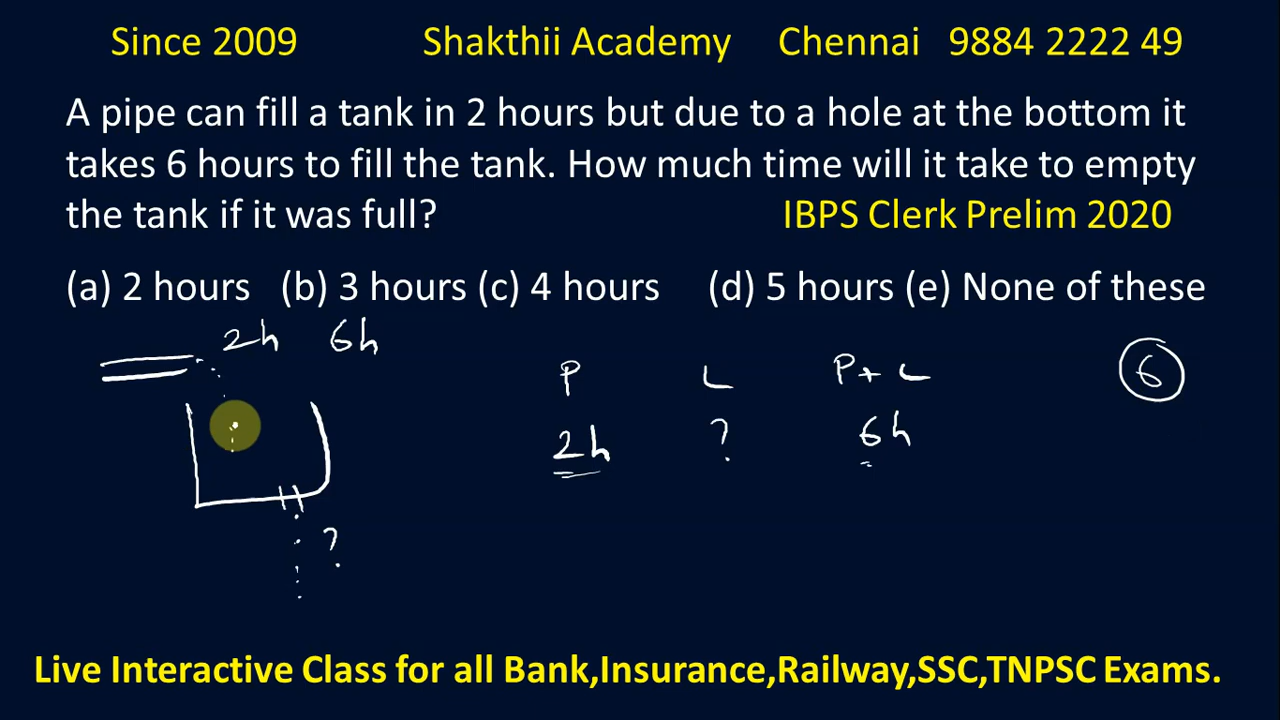 Since 2009 Shakthii Academy Chennai 9884 2222 49
A pipe can fill a tank in 2 hours but due to a hole at the bottom it
takes 6 hours to fill the tank. How much time will it take to empty
the tank if it was full? IBPS Clerk Prelim 2020
(a) 2 hours (b) 3 hours (c) 4 hours (d) 5 hours (e) None of these
2h 6h
P L P+L 6
2h ? 6h
?
Live Interactive Class for all Bank,Insurance,Railway,SSC,TNPSC Exams.